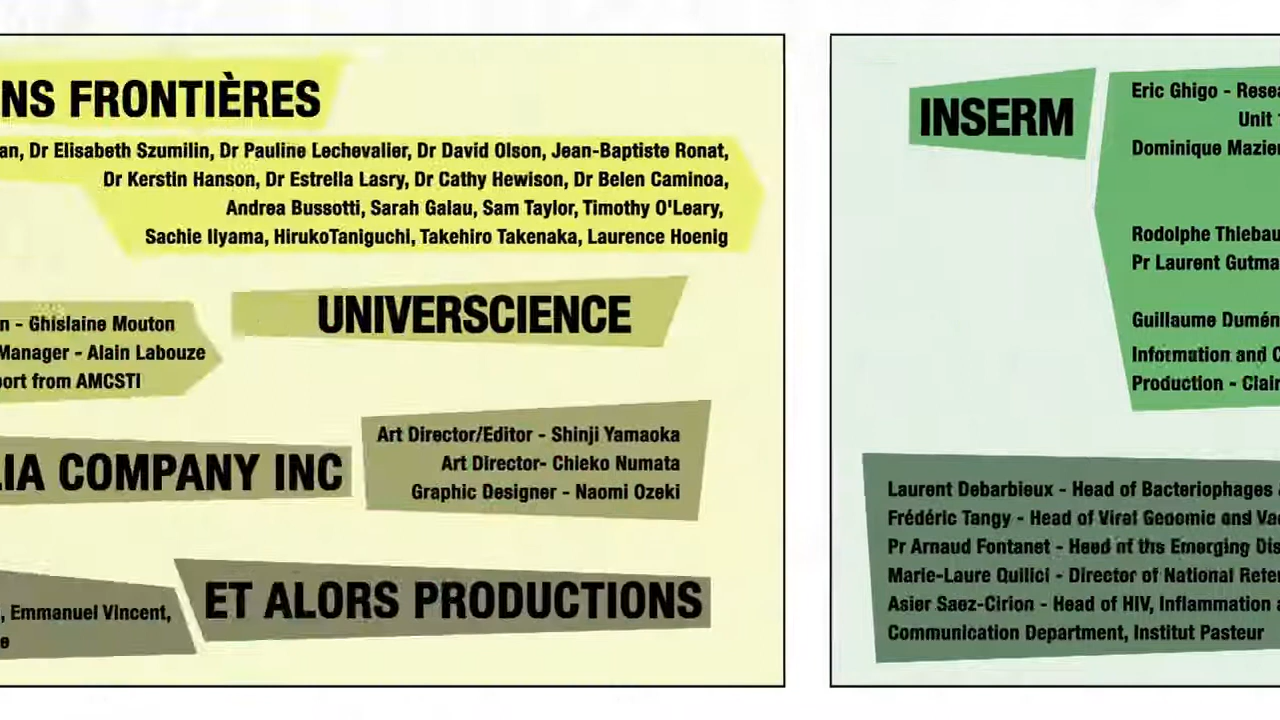 NS FRONTIÈRES
an, Dr Elisabeth Szumilin, Dr Pauline Lechevalier, Dr David Olson, Jean-Baptiste Ronat,
Dr Kerstin Hanson, Dr Estrella Lasry, Dr Cathy Hewison, Dr Belen Caminoa,
Andrea Bussotti, Sarah Galau, Sam Taylor, Timothy O'Leary,
Sachie Ilyama, HirukoTaniguchi, Takehiro Takenaka, Laurence Hoenig
UNIVERSCIENCE
n - Ghislaine Mouton
Manager - Alain Labouze
port from AMCSTI
LIA COMPANY INC
Art Director/Editor - Shinji Yamaoka
Art Director- Chieko Numata
Graphic Designer - Naomi Ozeki
, Emmanuel Vincent,
e
ET ALORS PRODUCTIONS
INSERM
Eric Ghigo - Resea
Unit
Dominique Mazier
Rodolphe Thiebau
Pr Laurent Gutma
Guillaume Dumén
Information and C
Production - Clair
Laurent Debarbieux - Head of Bacteriophages
Frédéric Tangy - Head of Viral Genomic and Vac
Pr Arnaud Fontanet - Head of the Emerging Dis
Marie-Laure Quilici - Director of National Refer
Asier Saez-Cirion - Head of HIV, Inflammation a
Communication Department, Institut Pasteur